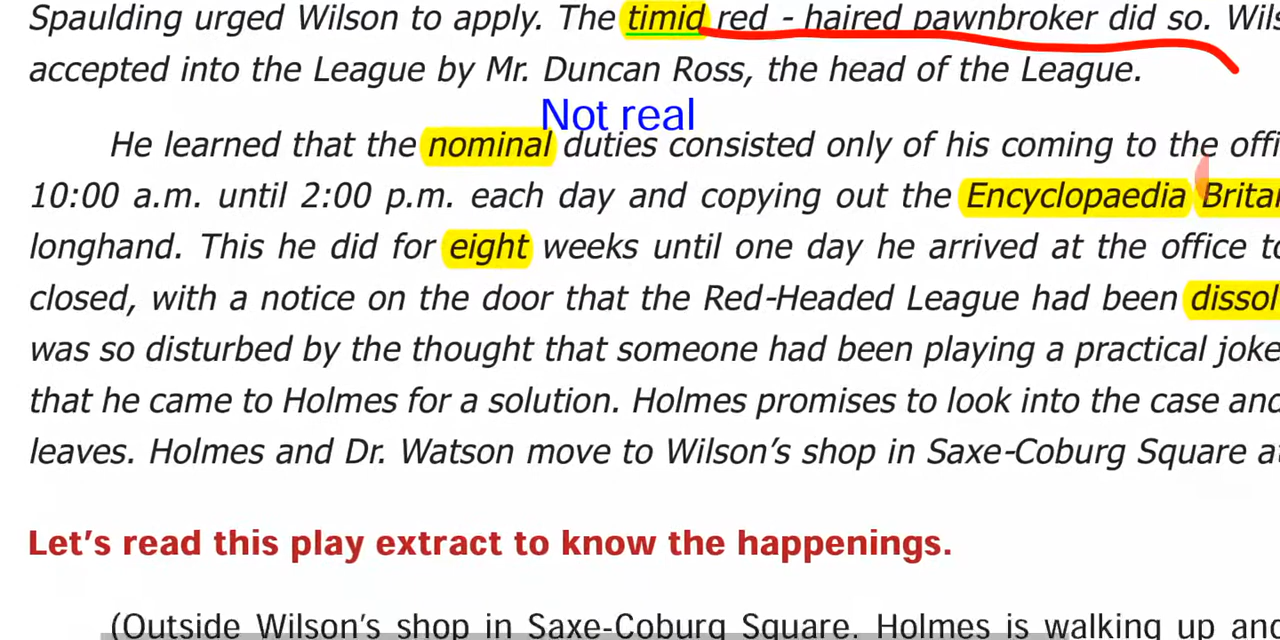 Spaulding urged Wilson to apply. The timid red - haired pawnbroker did so.
accepted into the League by Mr. Duncan Ross, the head of the League.
Not real
He learned that the nominal duties consisted only of his coming to the
10:00 a.m. until 2:00 p.m. each day and copying out the Encyclopaedia
longhand. This he did for eight weeks until one day he arrived at the office
closed, with a notice on the door that the Red-Headed League had been
was so disturbed by the thought that someone had been playing a practical joke
that he came to Holmes for a solution. Holmes promises to look into the case and
leaves. Holmes and Dr. Watson move to Wilson's shop in Saxe-Coburg Square
Let's read this play extract to know the happenings.
(Outside Wilson's shop in Saxe-Coburg Square. Holmes is walking up